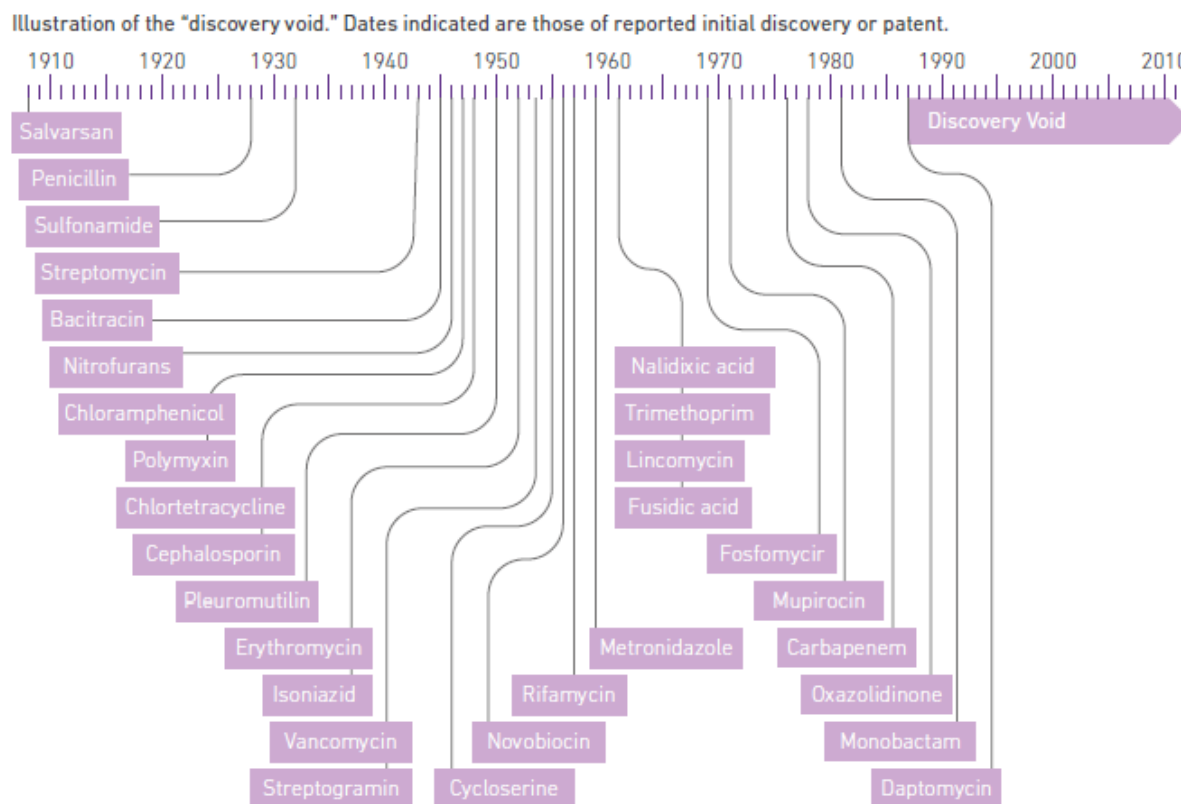 Illustration of the “discovery void.” Dates indicated are those of reported initial discovery or patent.
1910 1920 1930 1940 1950 1960 1970 1980 1990 2000 2010
Salvarsan
Discovery Void
Penicillin
Sulfonamide
Streptomycin
Bacitracin
Nitrofurans
Nalidixic acid
Chloramphenicol
Trimethoprim
Polymyxin
Lincomycin
Chlortetracycline
Fusidic acid
Cephalosporin
Fosfomycir
Pleuromutilin
Mupirocin
Erythromycin
Metronidazole
Carbapenem
Isoniazid
Rifamycin
Oxazolidinone
Vancomycin
Novobiocin
Monobactam
Streptogramin
Cycloserine
Daptomycin